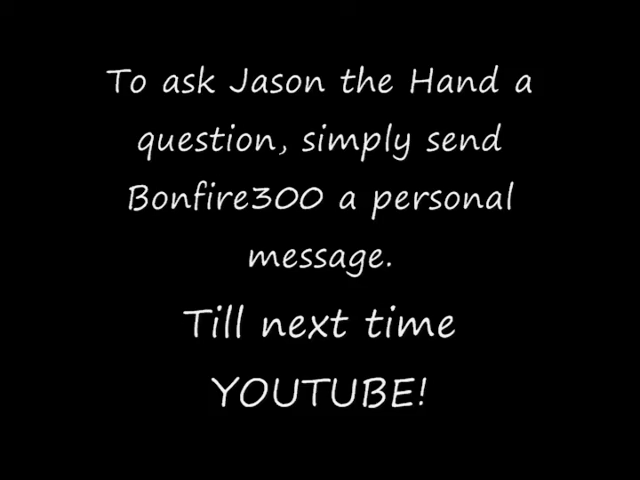 To ask Jason the Hand a
question, simply send
Bonfire300 a personal
message.
Till next time
YOUTUBE!